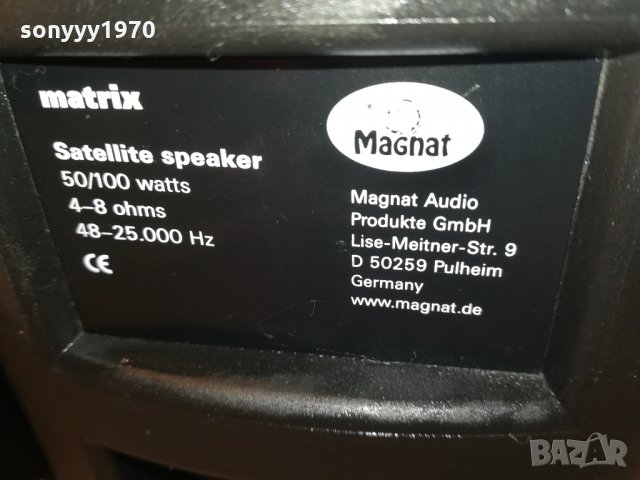 sonyyy1970
matrix
Satellite speaker
50/100 watts
4–8 ohms
48–25.000 Hz
CE
Magnat
Magnat Audio
Produkte GmbH
Lise-Meitner-Str. 9
D 50259 Pulheim
Germany
www.magnat.de
BAZAR